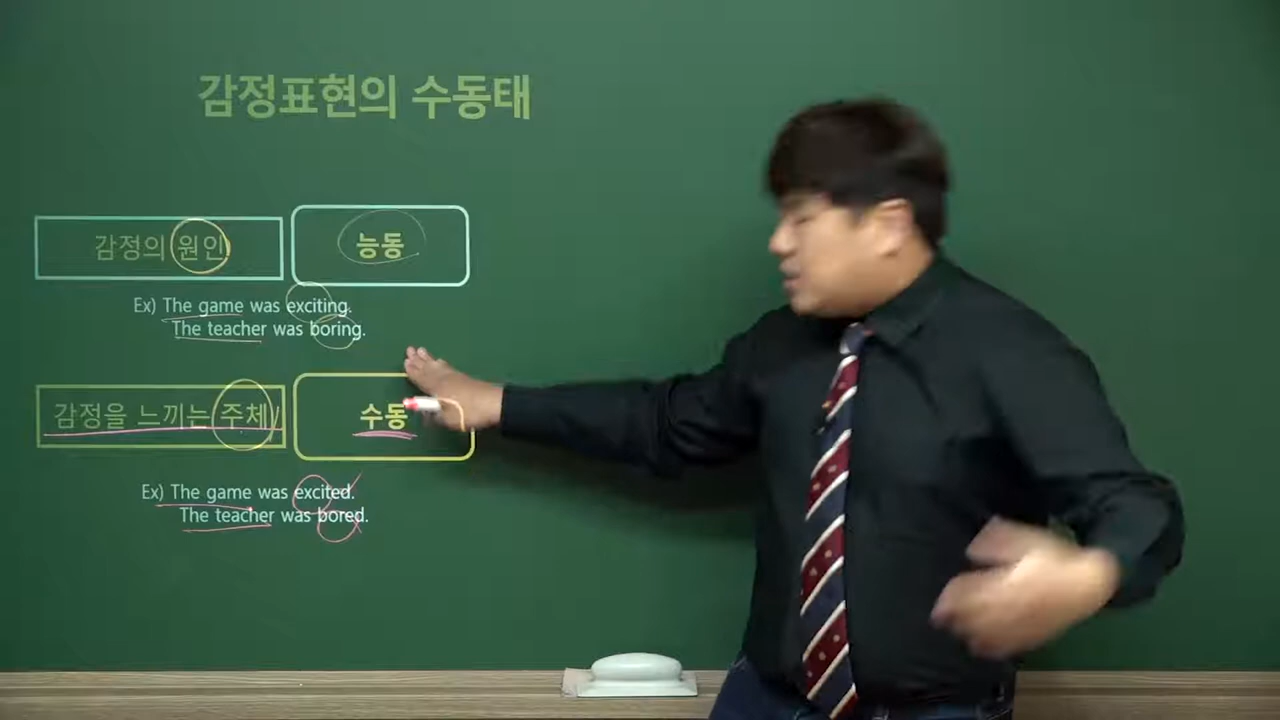 감정표현의 수동태
감정의 원인
능동
Ex) The game was exciting.
The teacher was boring.
감정을 느끼는 주체
수동
Ex) The game was excited.
The teacher was bored.